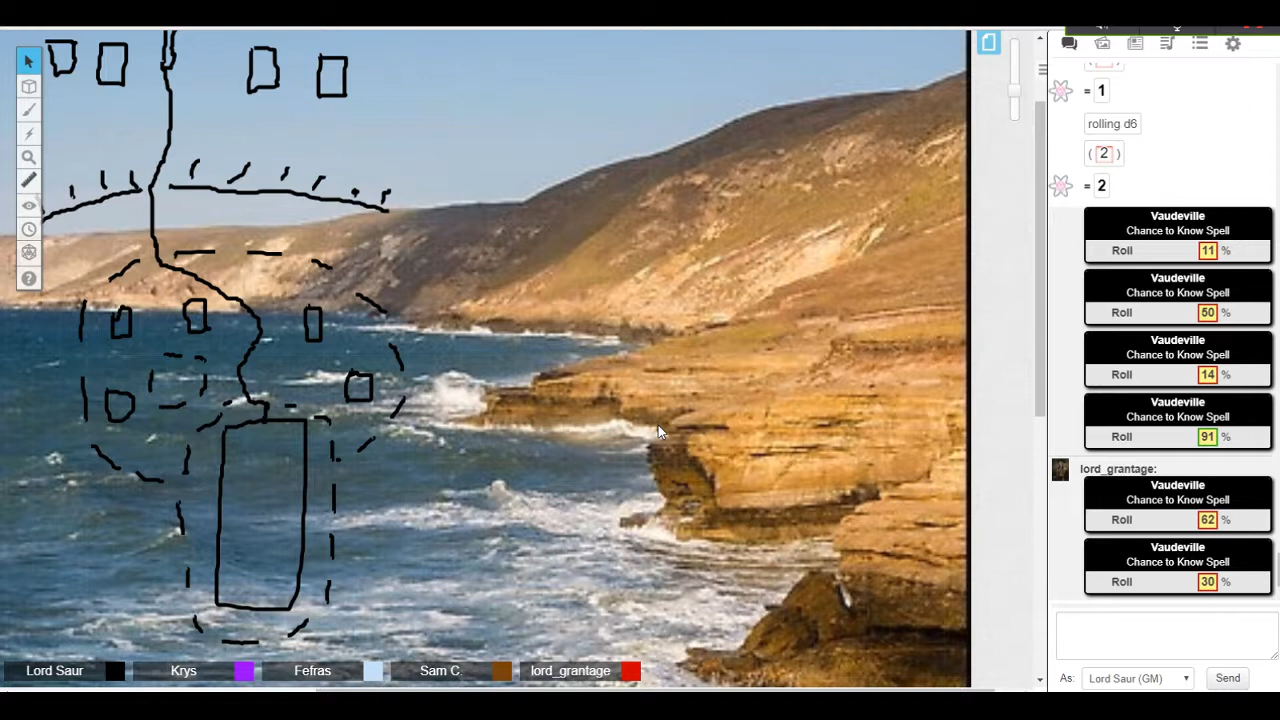 = 1
rolling d6
( 2 )
= 2
Vaudeville
Chance to Know Spell
Roll 11 %
Vaudeville
Chance to Know Spell
Roll 50 %
Vaudeville
Chance to Know Spell
Roll 14 %
Vaudeville
Chance to Know Spell
Roll 91 %
lord_grantage:
Vaudeville
Chance to Know Spell
Roll 62 %
Vaudeville
Chance to Know Spell
Roll 30 %
Lord Saur Krys Fefras Sam C. lord_grantage
As: Lord Saur (GM) Send